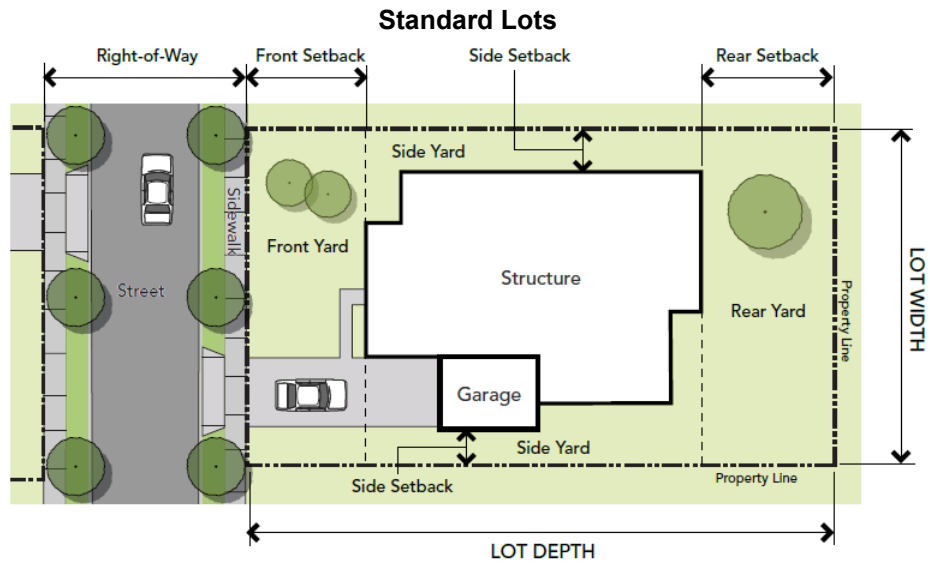 Standard Lots
Right-of-Way
Front Setback
Side Setback
Rear Setback
Side Yard
Sidewalk
Front Yard
Street
Structure
Rear Yard
Property Line
LOT WIDTH
Garage
Side Yard
Side Setback
Property Line
LOT DEPTH